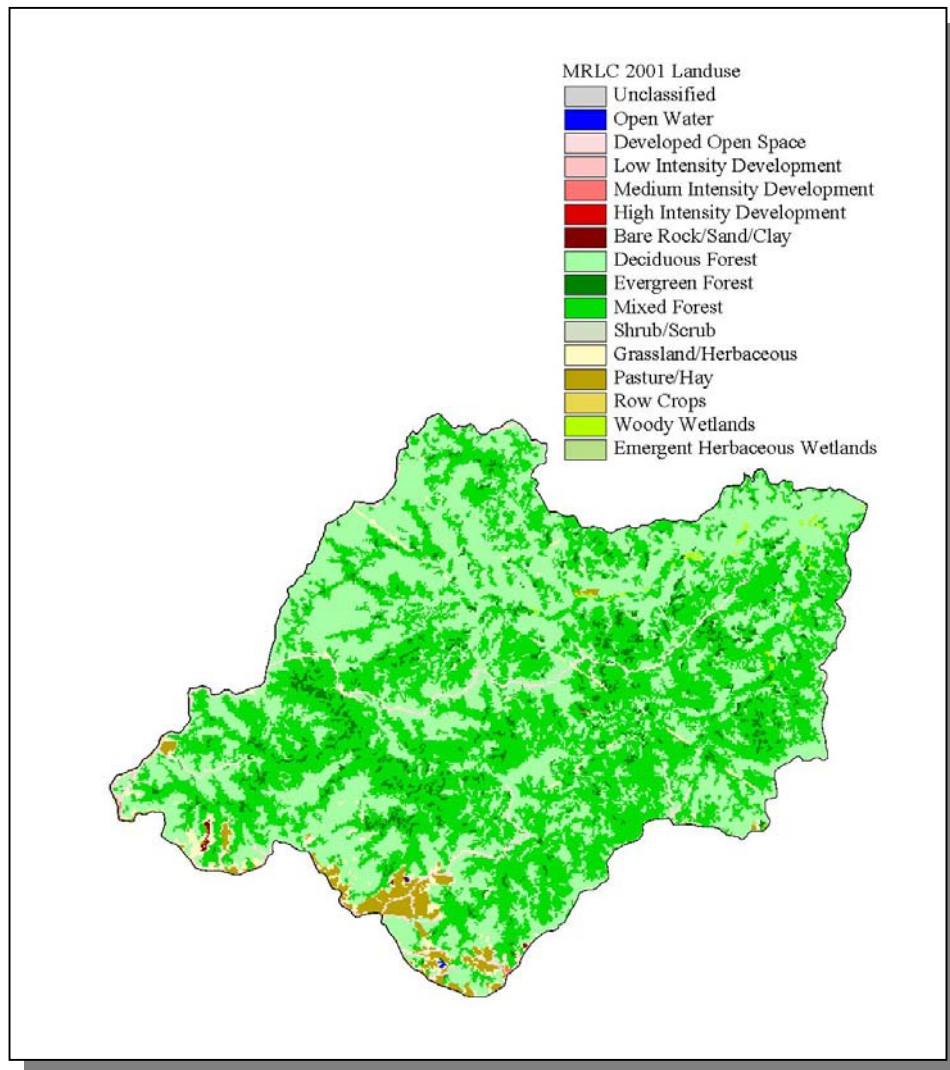 MRLC 2001 Landuse
Unclassified
Open Water
Developed Open Space
Low Intensity Development
Medium Intensity Development
High Intensity Development
Bare Rock/Sand/Clay
Deciduous Forest
Evergreen Forest
Mixed Forest
Shrub/Scrub
Grassland/Herbaceous
Pasture/Hay
Row Crops
Woody Wetlands
Emergent Herbaceous Wetlands